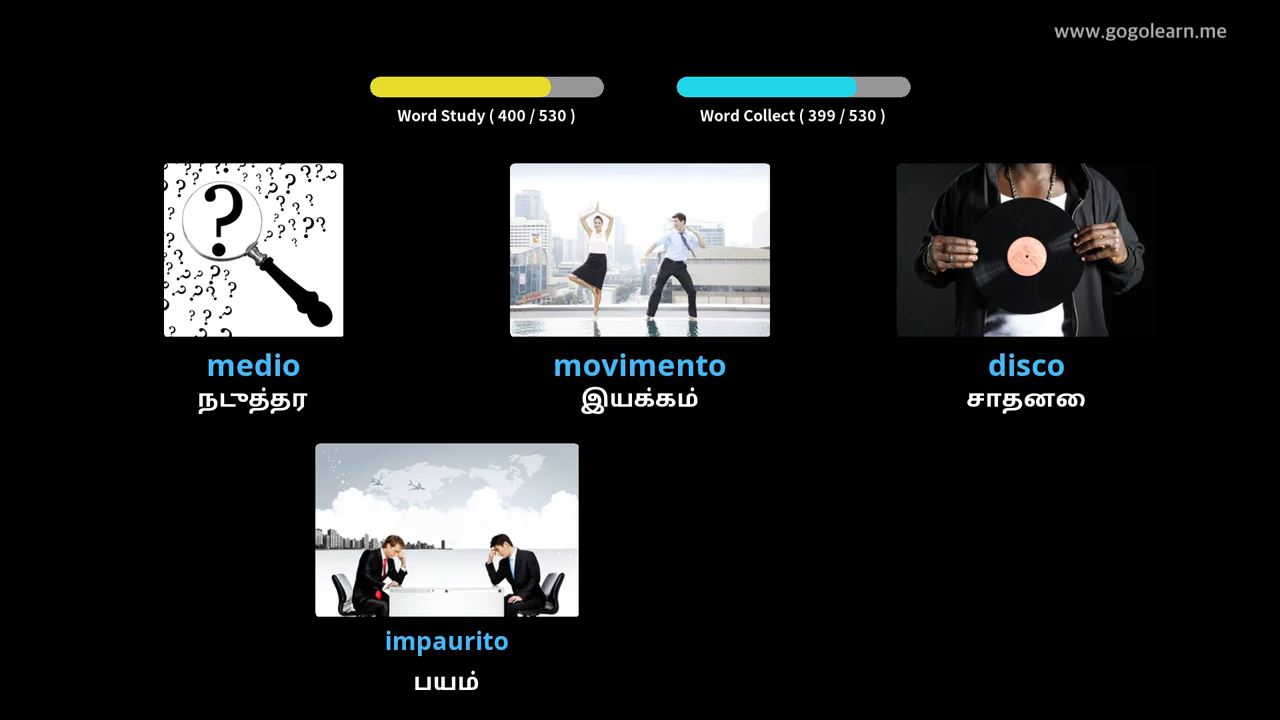 www.gogolearn.me
Word Study ( 400 / 530 )
Word Collect ( 399 / 530 )
medio
movimento
disco
நடுத்தர
இயக்கம்
சாதனை
impaurito
பயம்